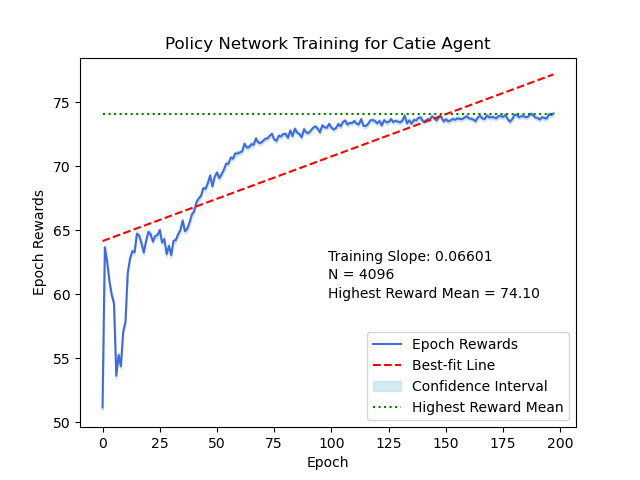 Policy Network Training for Catie Agent
Epoch Rewards
75
70
65
60
55
50
Training Slope: 0.06601
N = 4096
Highest Reward Mean = 74.10
Epoch Rewards
Best-fit Line
Confidence Interval
Highest Reward Mean
0
25
50
75
100
125
150
175
200
Epoch